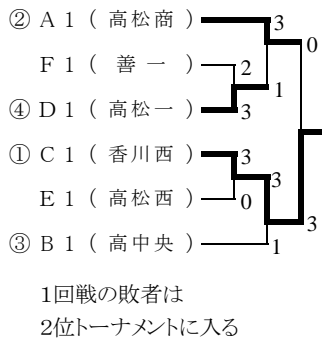 ② A 1 ( 高松商 ) 3
0
F 1 ( 善一 ) 2
1
④ D 1 ( 高松一 ) 3
① C 1 ( 香川西 ) 3
3
E 1 ( 高松西 ) 0
3
③ B 1 ( 高中央 ) 1
1回戦の敗者は
2位トーナメントに入る